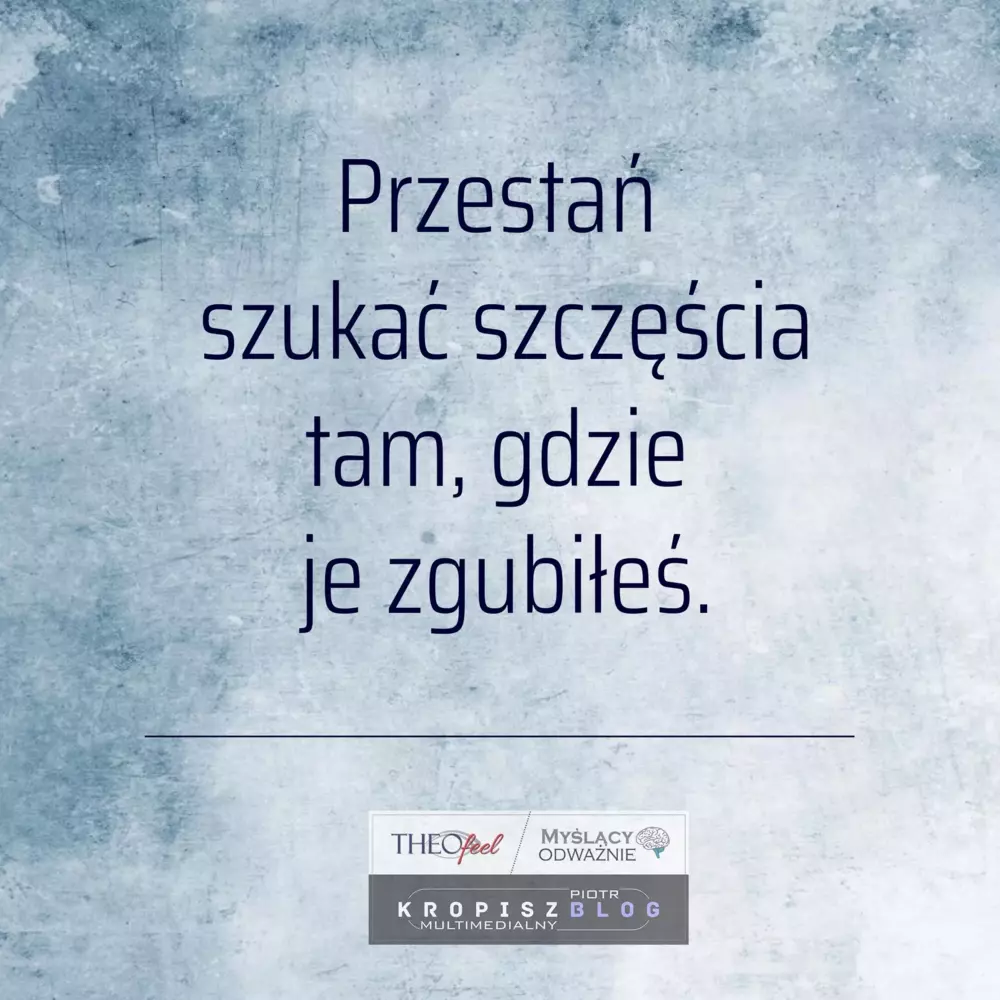 Przestań
szukać szczęścia
tam, gdzie
je zgubiłeś.
THEOfeel
MYŚLĄCY
ODWAŻNIE
PIOTR
KROPISZ BLOG
MULTIMEDIALNY